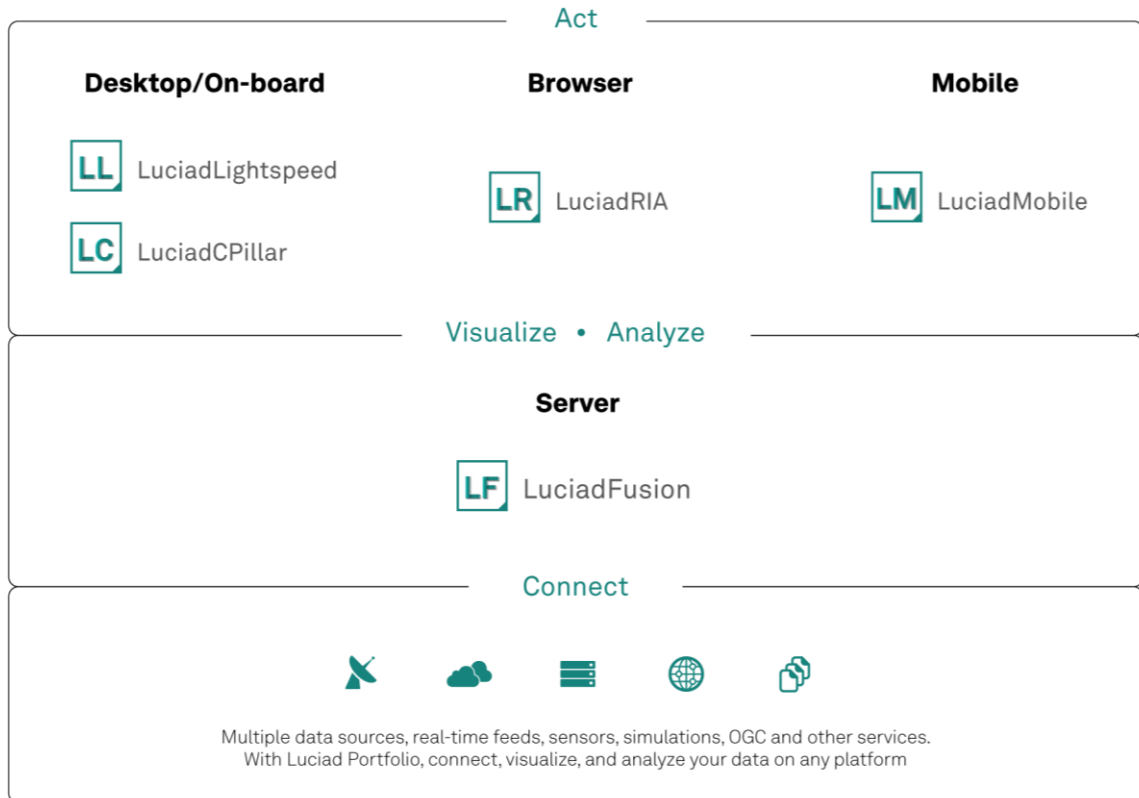 Act
Desktop/On-board
Browser
Mobile
LL LuciadLightspeed
LR LuciadRIA
LM LuciadMobile
LC LuciadCPillar
Visualize • Analyze
Server
LF LuciadFusion
Connect
Multiple data sources, real-time feeds, sensors, simulations, OGC and other services.
With Luciad Portfolio, connect, visualize, and analyze your data on any platform